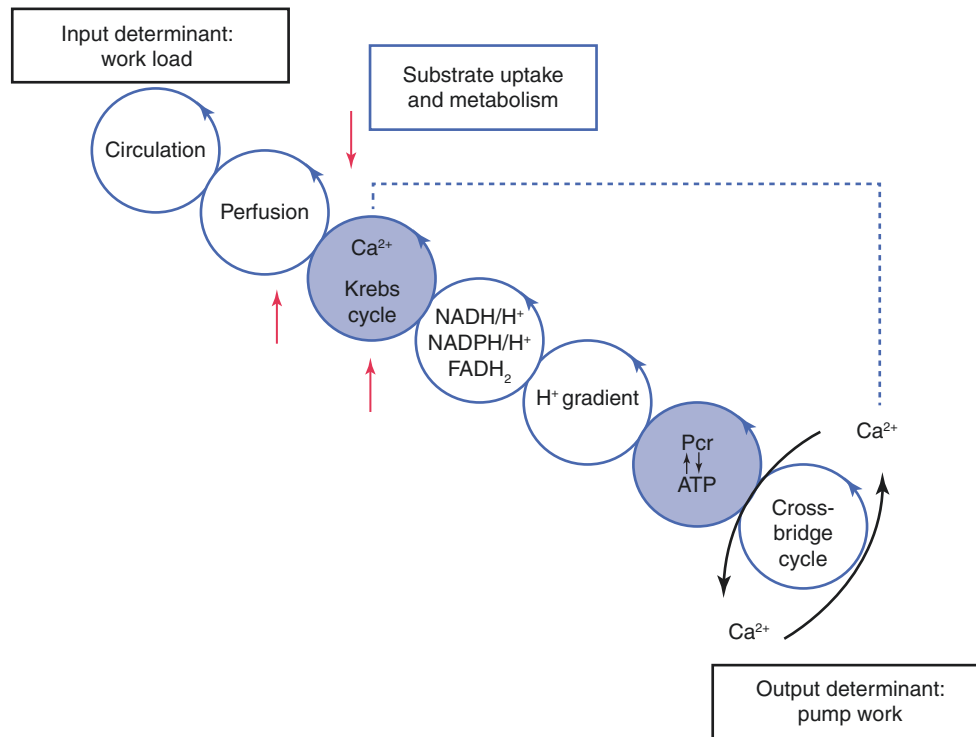 Input determinant:
work load
Substrate uptake
and metabolism
Circulation
Perfusion
Ca²⁺
Krebs
cycle
NADH/H⁺
NADPH/H⁺
FADH₂
H⁺ gradient
Pcr
ATP
Ca²⁺
Cross-
bridge
cycle
Ca²⁺
Output determinant:
pump work